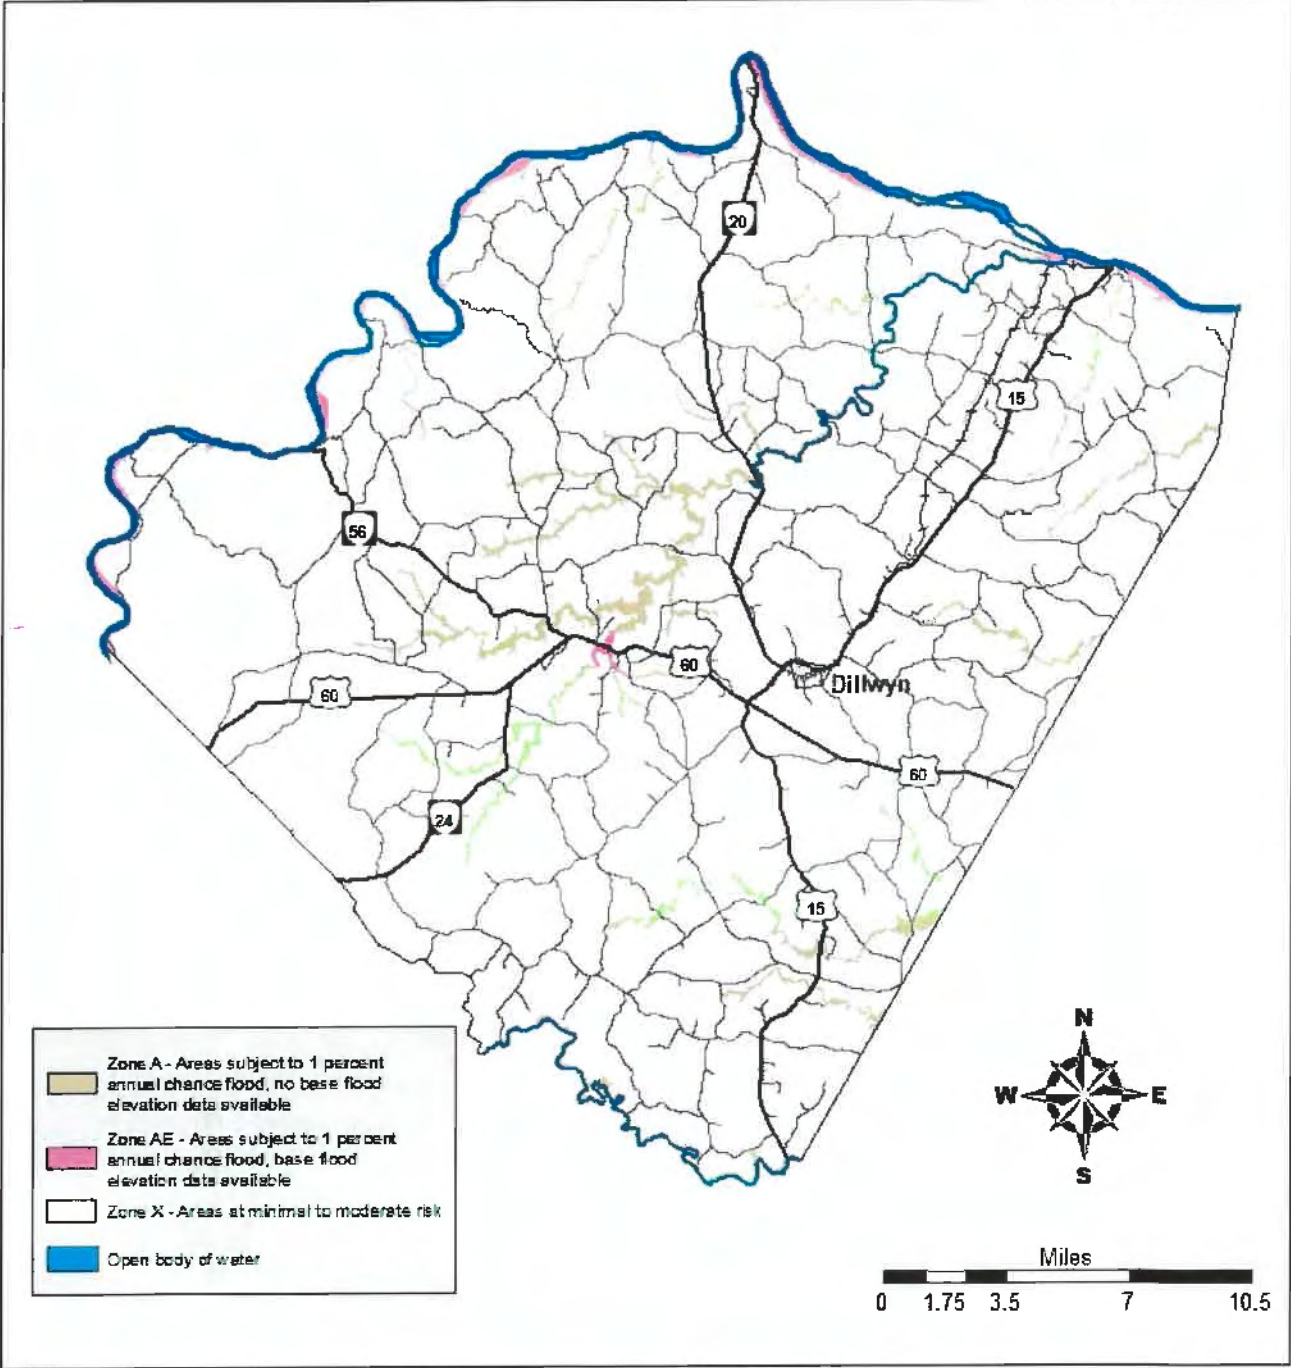 20
15
56
60
Dillwyn
60
60
24
15
Zone A - Areas subject to 1 percent
annual chance flood, no base flood
elevation data available
Zone AE - Areas subject to 1 percent
annual chance flood, base flood
elevation data available
Zone X - Areas at minimal to moderate risk
Open body of water
N
W E
S
Miles
0 1.75 3.5 7 10.5